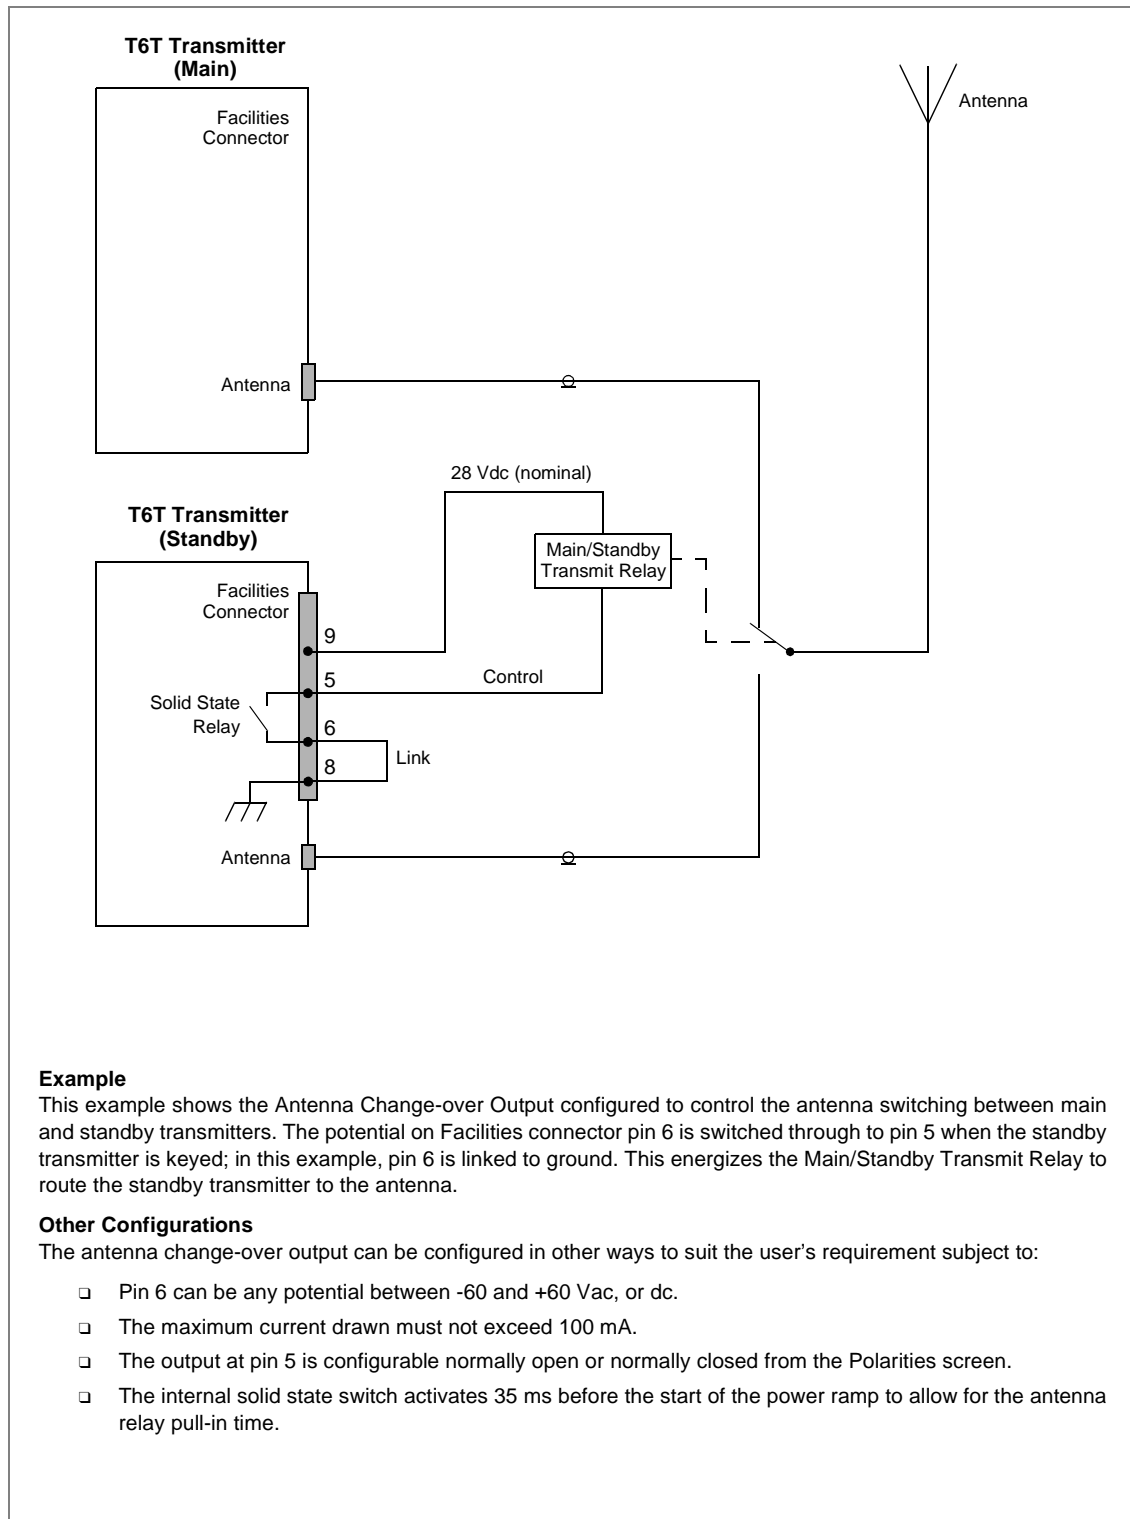 T6T Transmitter
(Main)
Facilities
Connector
Antenna
Antenna
28 Vdc (nominal)
T6T Transmitter
(Standby)
Main/Standby
Transmit Relay
Facilities
Connector
9
5
Control
Solid State
Relay
6
Link
8
Antenna
Example
This example shows the Antenna Change-over Output configured to control the antenna switching between main
and standby transmitters. The potential on Facilities connector pin 6 is switched through to pin 5 when the standby
transmitter is keyed; in this example, pin 6 is linked to ground. This energizes the Main/Standby Transmit Relay to
route the standby transmitter to the antenna.
Other Configurations
The antenna change-over output can be configured in other ways to suit the user’s requirement subject to:
❑ Pin 6 can be any potential between -60 and +60 Vac, or dc.
❑ The maximum current drawn must not exceed 100 mA.
❑ The output at pin 5 is configurable normally open or normally closed from the Polarities screen.
❑ The internal solid state switch activates 35 ms before the start of the power ramp to allow for the antenna
relay pull-in time.